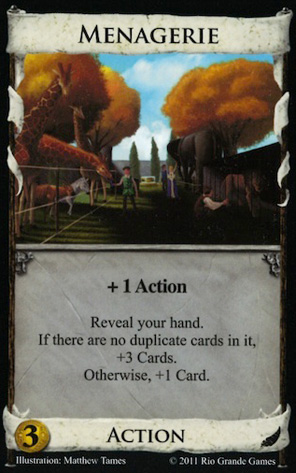 MENAGERIE
+ 1 Action
Reveal your hand.
If there are no duplicate cards in it,
+3 Cards.
Otherwise, +1 Card.
3
ACTION
Illustration: Matthew Tames
© 2011 Rio Grande Games